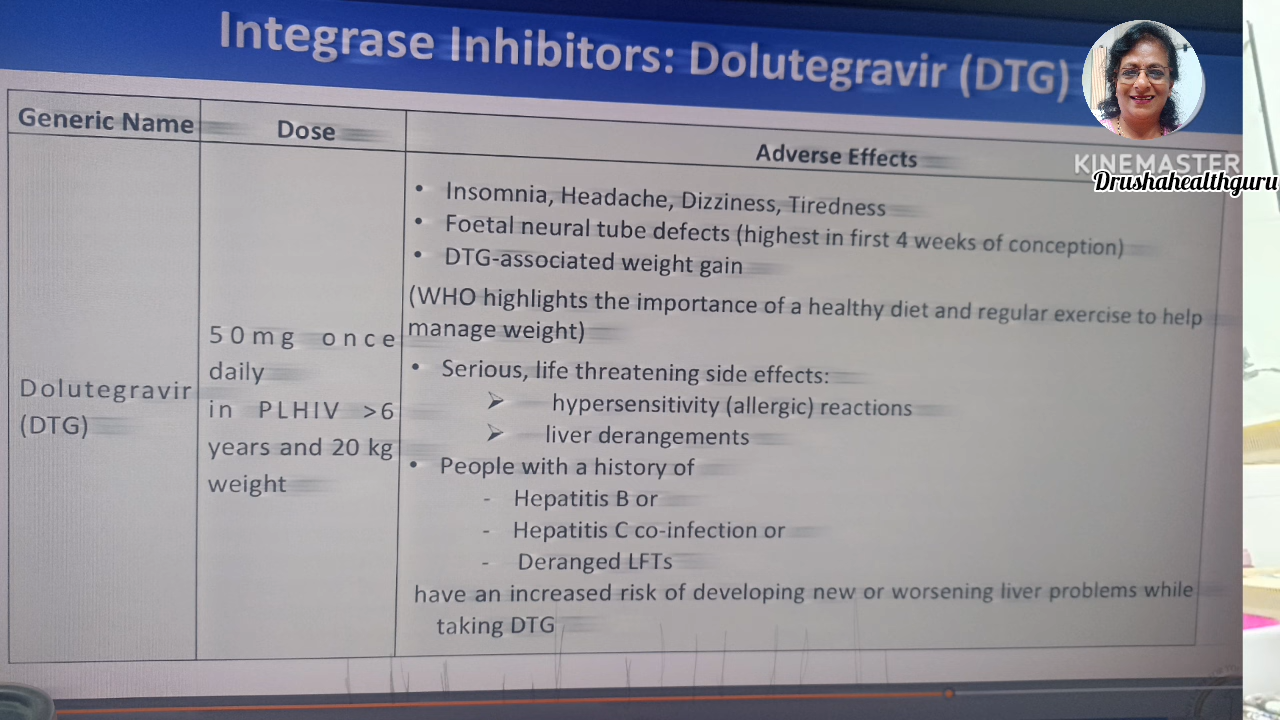 Integrase Inhibitors: Dolutegravir (DTG)
KINEMASTER
Drushahealthguru
Generic Name
Dose
Adverse Effects
Dolutegravir
(DTG)
50mg once
daily
in PLHIV >6
years and 20 kg
weight
• Insomnia, Headache, Dizziness, Tiredness
• Foetal neural tube defects (highest in first 4 weeks of conception)
• DTG-associated weight gain
(WHO highlights the importance of a healthy diet and regular exercise to help
manage weight)
• Serious, life threatening side effects:
➢ hypersensitivity (allergic) reactions
➢ liver derangements
• People with a history of
- Hepatitis B or
- Hepatitis C co-infection or
- Deranged LFTs
have an increased risk of developing new or worsening liver problems while
taking DTG